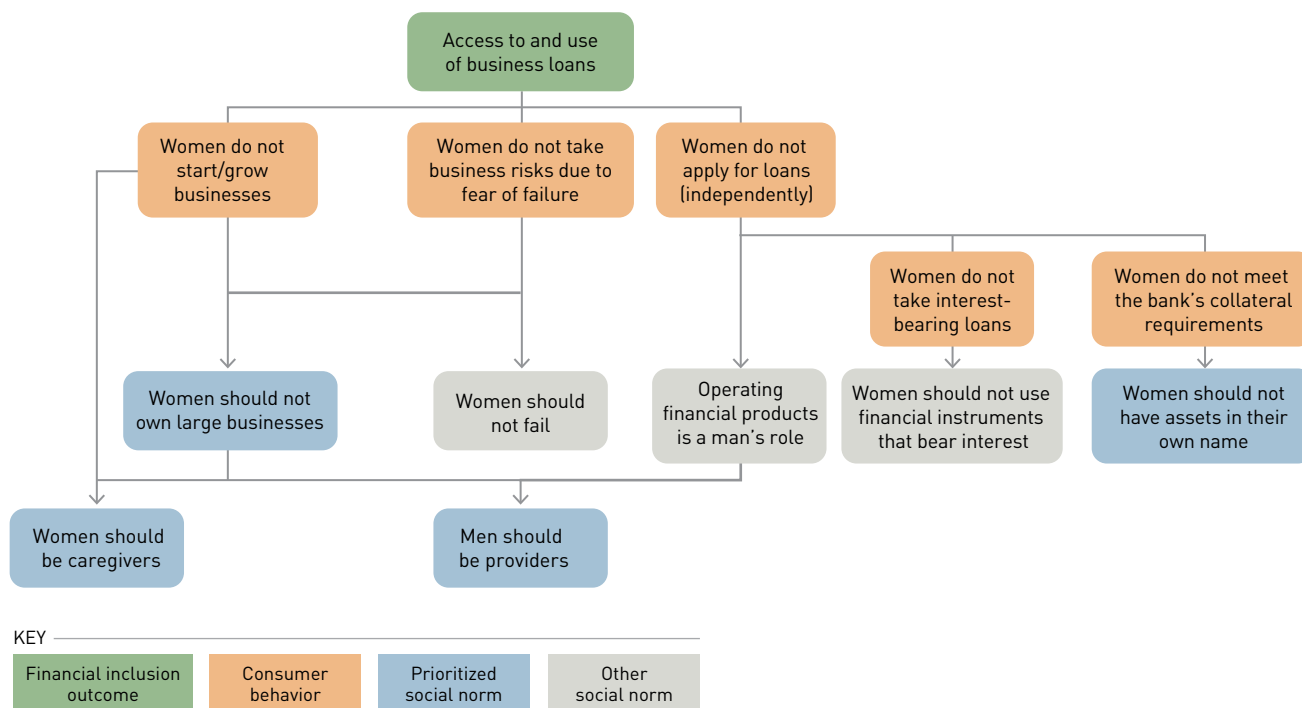 Access to and use
of business loans
Women do not
start/grow
businesses
Women do not take
business risks due to
fear of failure
Women do not
apply for loans
(independently)
Women do not
take interest-
bearing loans
Women do not meet
the bank's collateral
requirements
Women should not
own large businesses
Women should
not fail
Operating
financial products
is a man's role
Women should not use
financial instruments
that bear interest
Women should not
have assets in their
own name
Women should
be caregivers
Men should
be providers
KEY
Financial inclusion
outcome
Consumer
behavior
Prioritized
social norm
Other
social norm